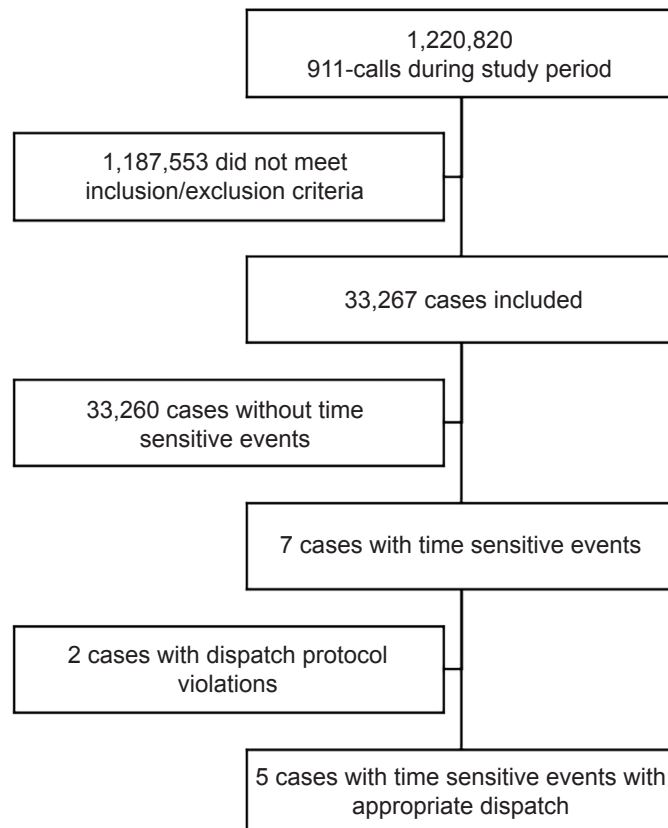 1,220,820
911-calls during study period
1,187,553 did not meet
inclusion/exclusion criteria
33,267 cases included
33,260 cases without time
sensitive events
7 cases with time sensitive events
2 cases with dispatch protocol
violations
5 cases with time sensitive events with
appropriate dispatch